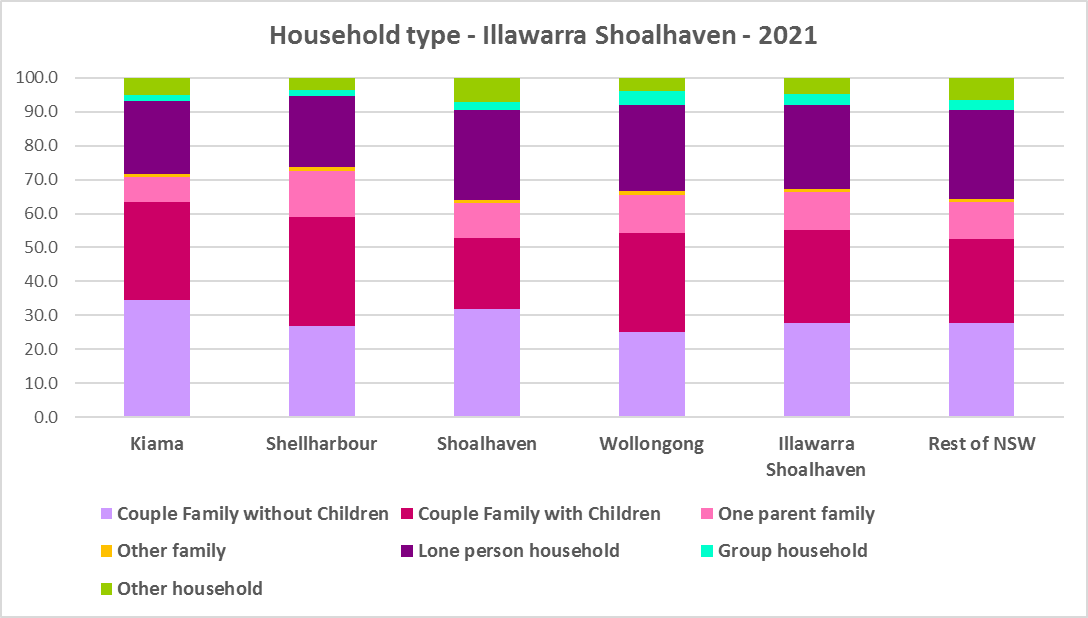 Household type - Illawarra Shoalhaven - 2021
100.0
90.0
80.0
70.0
60.0
50.0
40.0
30.0
20.0
10.0
0.0
Kiama Shellharbour Shoalhaven Wollongong Illawarra Rest of NSW
Shoalhaven
Couple Family without Children Couple Family with Children One parent family
Other family Lone person household Group household
Other household